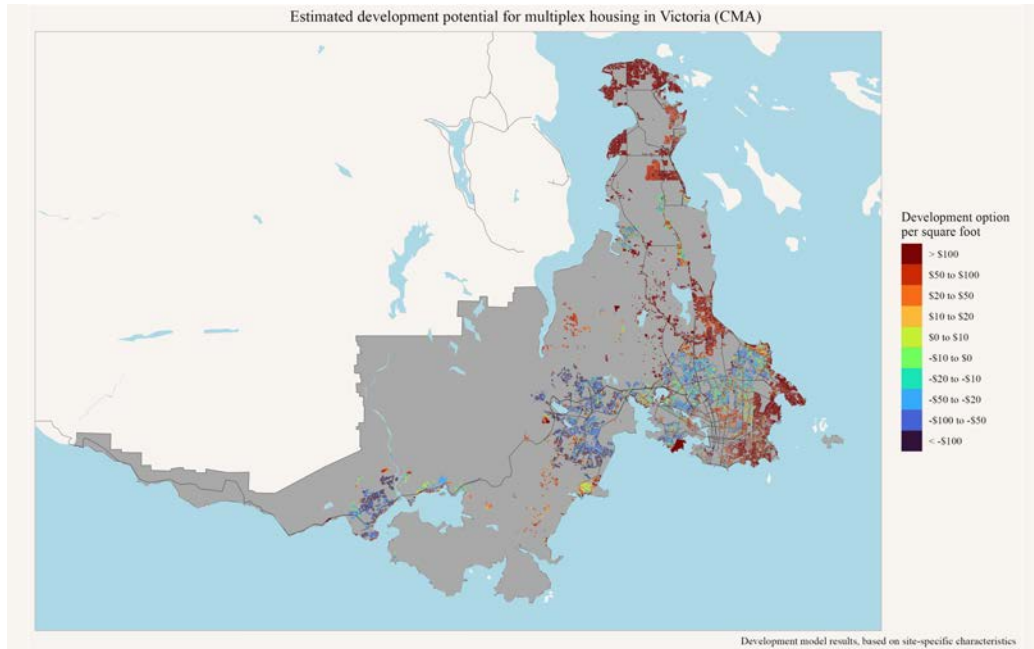 Estimated development potential for multiplex housing in Victoria (CMA)
Development option
per square foot
> $100
$50 to $100
$20 to $50
$10 to $20
$0 to $10
-$10 to $0
-$20 to -$10
-$50 to -$20
-$100 to -$50
< -$100
Development model results, based on site-specific characteristics